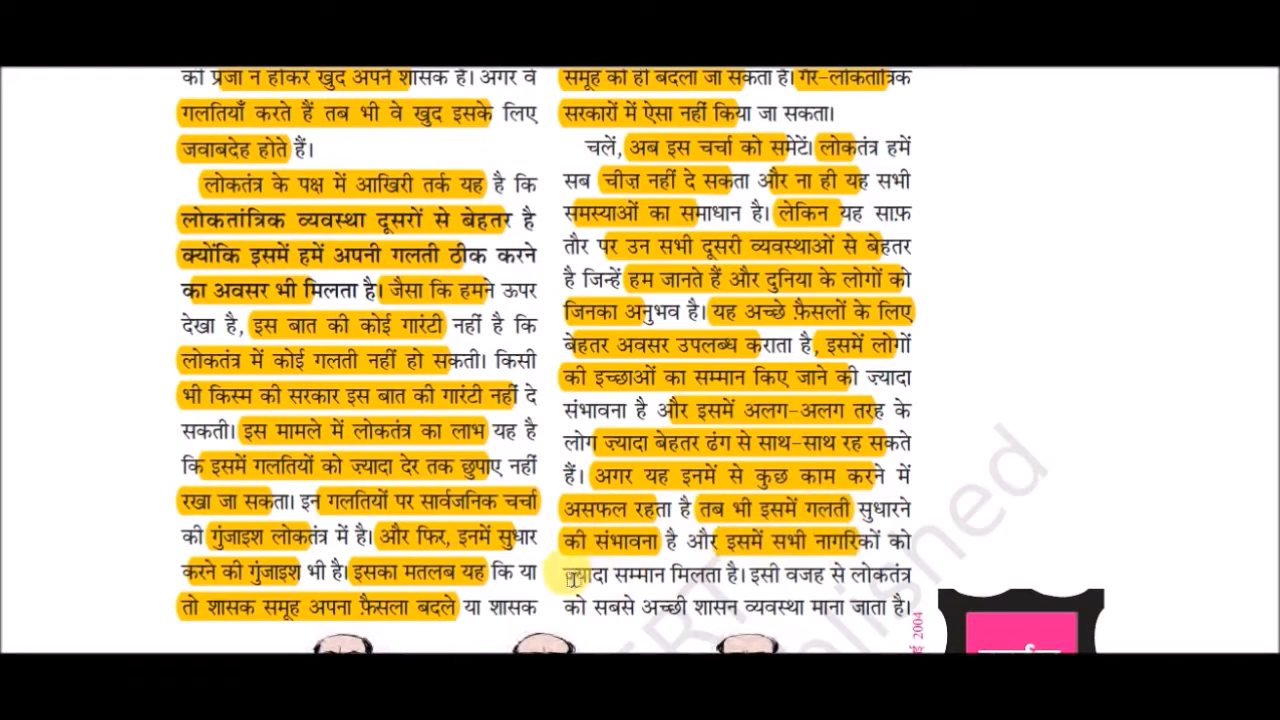 की प्रजा न होकर खुद अपने शासक हैं। अगर वे
गलतियाँ करते हैं तब भी वे खुद इसके लिए
जवाबदेह होते हैं।
लोकतंत्र के पक्ष में आखिरी तर्क यह है कि
लोकतांत्रिक व्यवस्था दूसरों से बेहतर है
क्योंकि इसमें हमें अपनी गलती ठीक करने
का अवसर भी मिलता है। जैसा कि हमने ऊपर
देखा है, इस बात की कोई गारंटी नहीं है कि
लोकतंत्र में कोई गलती नहीं हो सकती। किसी
भी किस्म की सरकार इस बात की गारंटी नहीं दे
सकती। इस मामले में लोकतंत्र का लाभ यह है
कि इसमें गलतियों को ज्यादा देर तक छुपाए नहीं
रखा जा सकता। इन गलतियों पर सार्वजनिक चर्चा
की गुंजाइश लोकतंत्र में है। और फिर, इनमें सुधार
करने की गुंजाइश भी है। इसका मतलब यह कि या
तो शासक समूह अपना फ़ैसला बदले या शासक
समूह को ही बदला जा सकता है। गैर-लोकतांत्रिक
सरकारों में ऐसा नहीं किया जा सकता।
चलें, अब इस चर्चा को समेटें। लोकतंत्र हमें
सब चीज़ नहीं दे सकता और ना ही यह सभी
समस्याओं का समाधान है। लेकिन यह साफ़
तौर पर उन सभी दूसरी व्यवस्थाओं से बेहतर
है जिन्हें हम जानते हैं और दुनिया के लोगों को
जिनका अनुभव है। यह अच्छे फ़ैसलों के लिए
बेहतर अवसर उपलब्ध कराता है, इसमें लोगों
की इच्छाओं का सम्मान किए जाने की ज्यादा
संभावना है और इसमें अलग-अलग तरह के
लोग ज्यादा बेहतर ढंग से साथ-साथ रह सकते
हैं। अगर यह इनमें से कुछ काम करने में
असफल रहता है तब भी इसमें गलती सुधारने
की संभावना है और इसमें सभी नागरिकों को
ज्यादा सम्मान मिलता है। इसी वजह से लोकतंत्र
को सबसे अच्छी शासन व्यवस्था माना जाता है।
2004